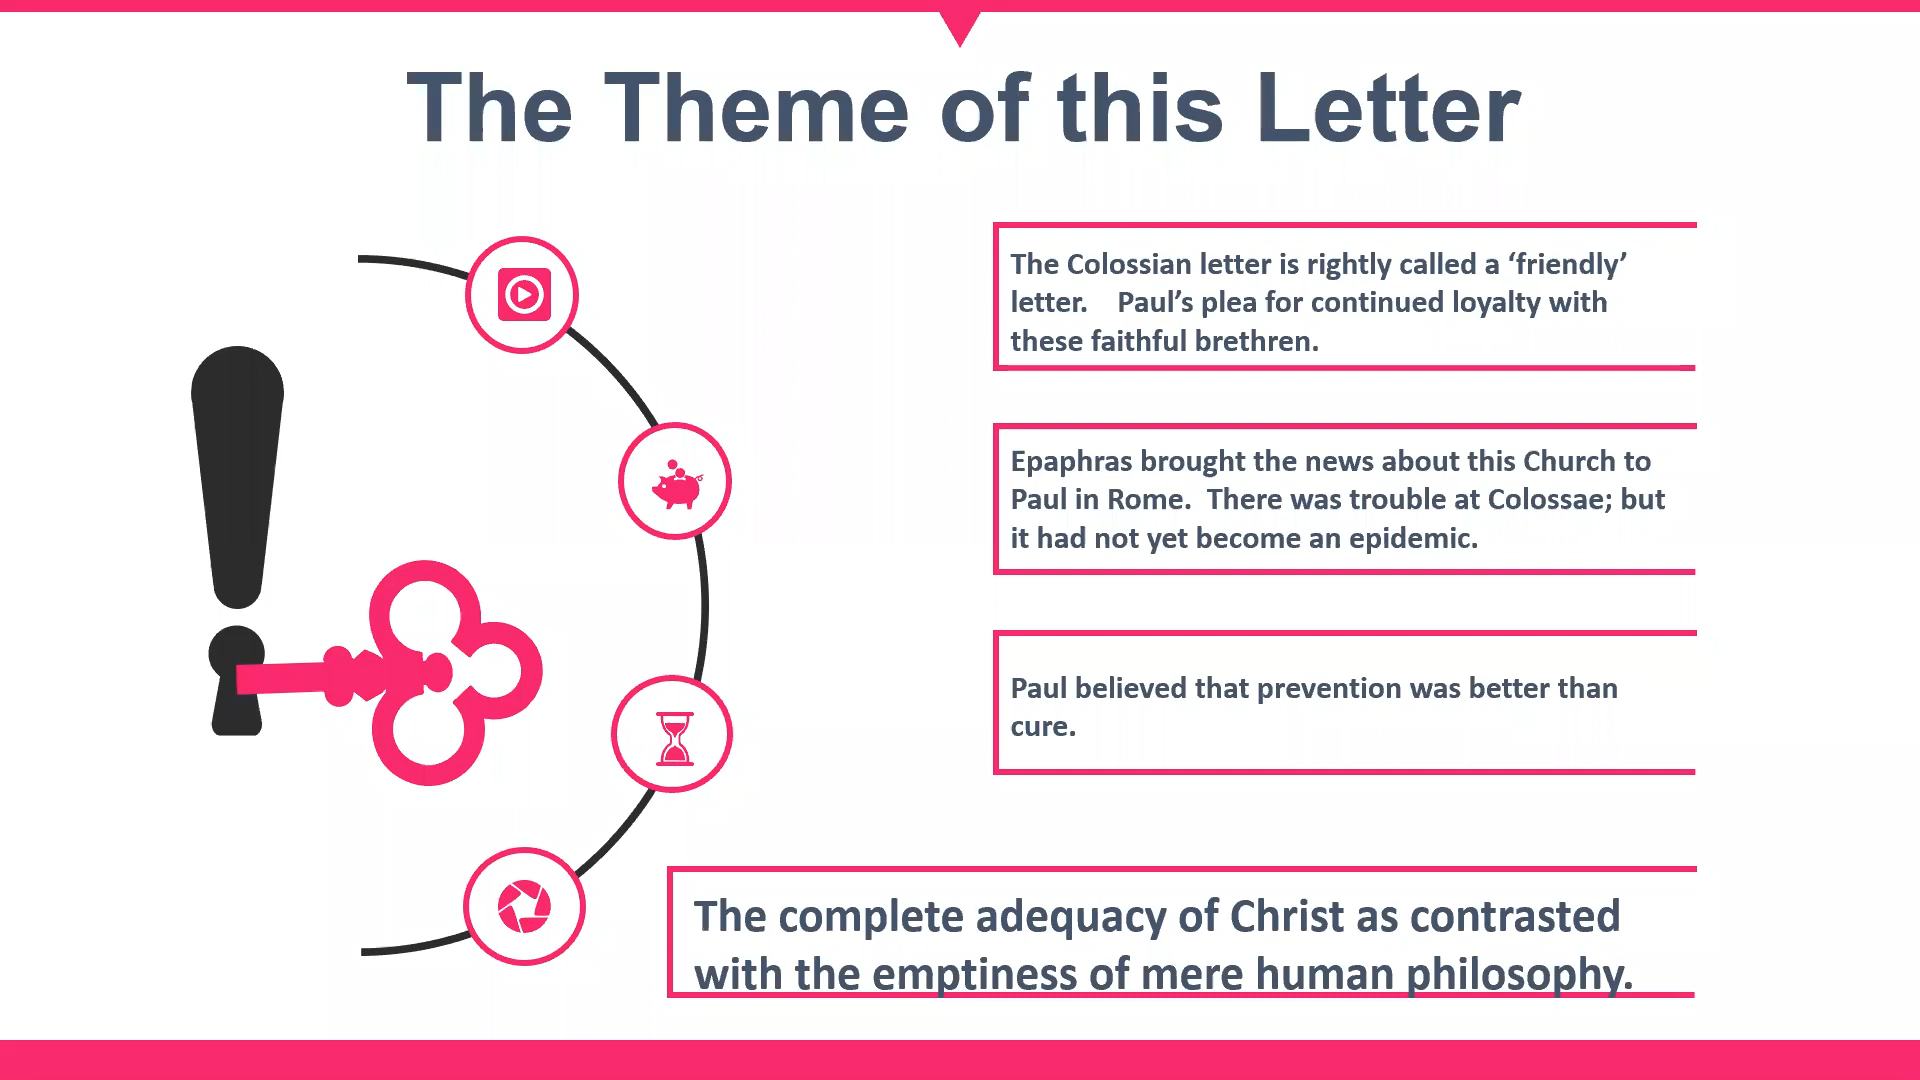 The Theme of this Letter
The Colossian letter is rightly called a ‘friendly’
letter.    Paul’s plea for continued loyalty with
these faithful brethren.
Epaphras brought the news about this Church to
Paul in Rome.  There was trouble at Colossae; but
it had not yet become an epidemic.
Paul believed that prevention was better than
cure.
The complete adequacy of Christ as contrasted
with the emptiness of mere human philosophy.